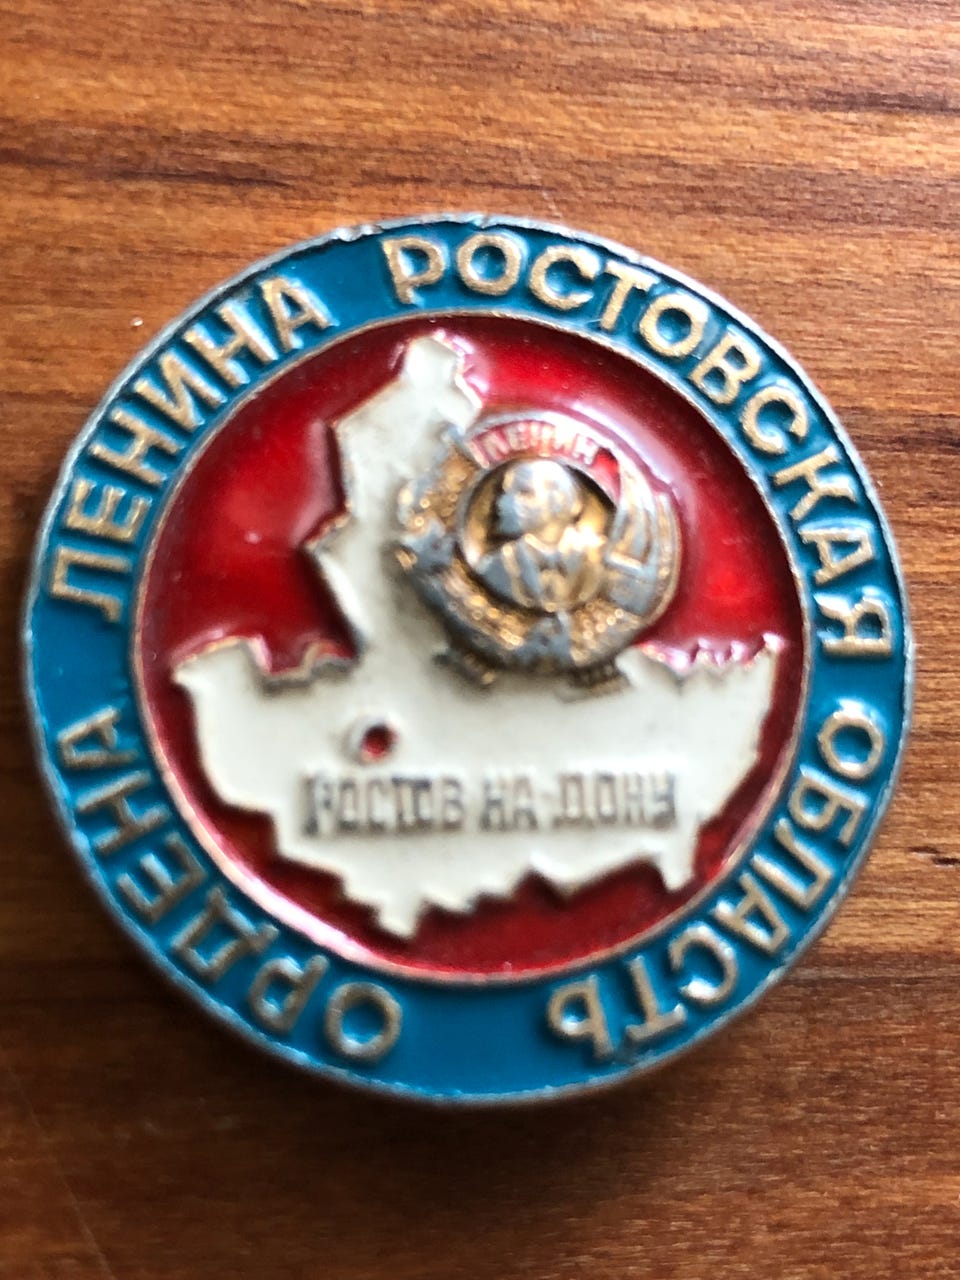 ОРДЕНА ЛЕНИНА РОСТОВСКАЯ ОБЛАСТЬ
ЛЕНИН
РОСТОВ НА-ДОНУ